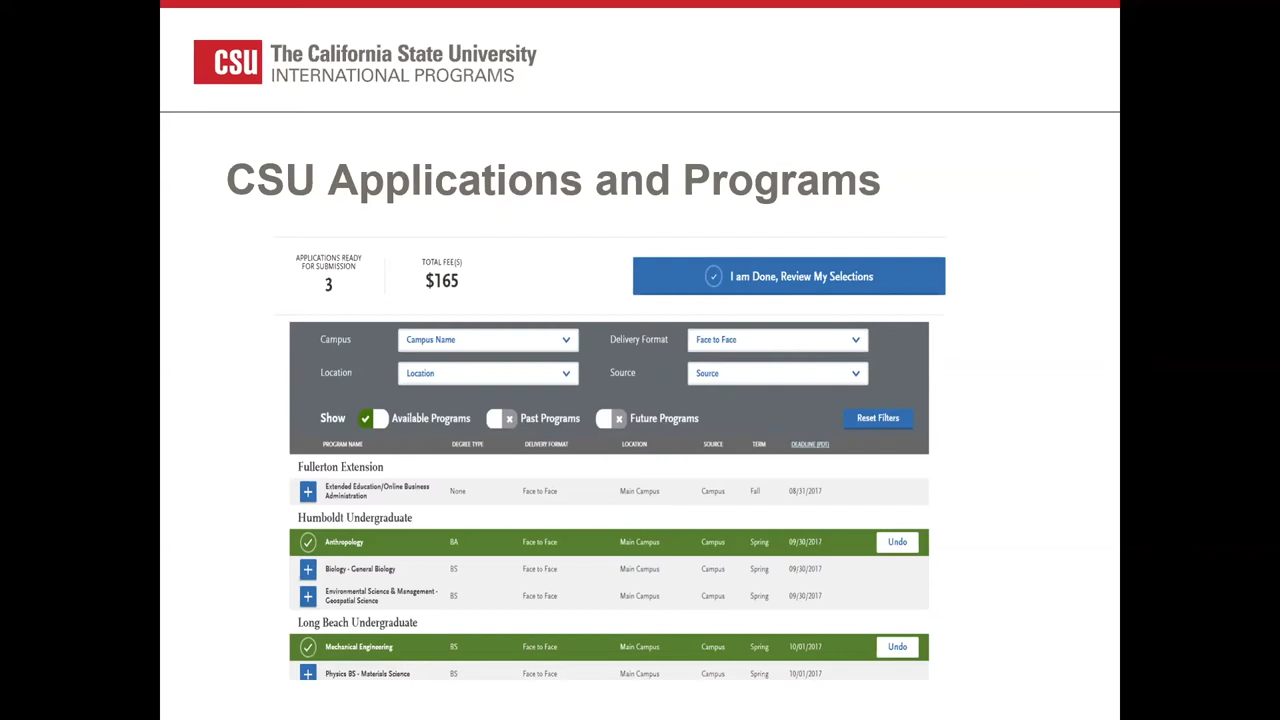 CSU The California State University
INTERNATIONAL PROGRAMS
CSU Applications and Programs
APPLICATIONS READY
FOR SUBMISSION
3
TOTAL FEE(S)
$165
I am Done, Review My Selections
Campus Campus Name Delivery Format Face to Face
Location Location Source Source
Show Available Programs Past Programs Future Programs Reset Filters
PROGRAM NAME DEGREE TYPE DELIVERY FORMAT LOCATION SOURCE TERM DEADLINE (PDT)
Fullerton Extension
Extended Education/Online Business
Administration None Face to Face Main Campus Campus Fall 08/31/2017
Humboldt Undergraduate
Anthropology BA Face to Face Main Campus Campus Spring 09/30/2017 Undo
Biology - General Biology BS Face to Face Main Campus Campus Spring 09/30/2017
Environmental Science & Management -
Geospatial Science BS Face to Face Main Campus Campus Spring 09/30/2017
Long Beach Undergraduate
Mechanical Engineering BS Face to Face Main Campus Campus Spring 10/01/2017 Undo
Physics BS - Materials Science BS Face to Face Main Campus Campus Spring 10/01/2017